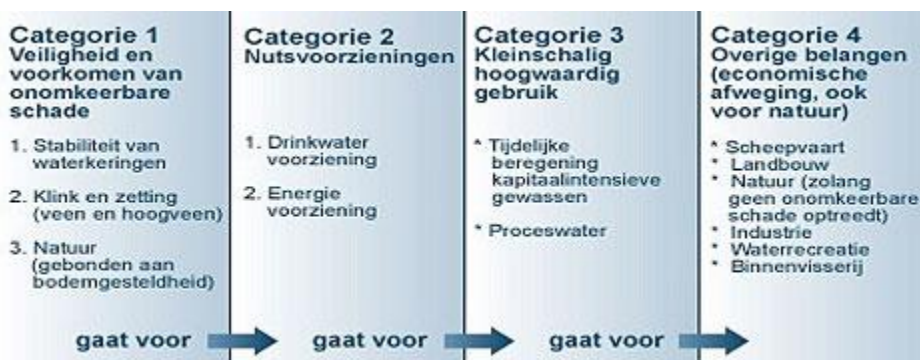 Categorie 1
Veiligheid en
voorkomen van
onomkeerbare
schade
1. Stabiliteit van
waterkeringen
2. Klink en zetting
(veen en hoogveen)
3. Natuur
(gebonden aan
bodemgesteldheid)
gaat voor
Categorie 2
Nutsvoorzieningen
1. Drinkwater
voorziening
2. Energie
voorziening
gaat voor
Categorie 3
Kleinschalig
hoogwaardig
gebruik
* Tijdelijke
beregening
kapitaalintensieve
gewassen
* Proceswater
gaat voor
Categorie 4
Overige belangen
(economische
afweging, ook
voor natuur)
* Scheepvaart
* Landbouw
* Natuur (zolang
geen onomkeerbare
schade optreedt)
* Industrie
* Waterrecreatie
* Binnenvisserij